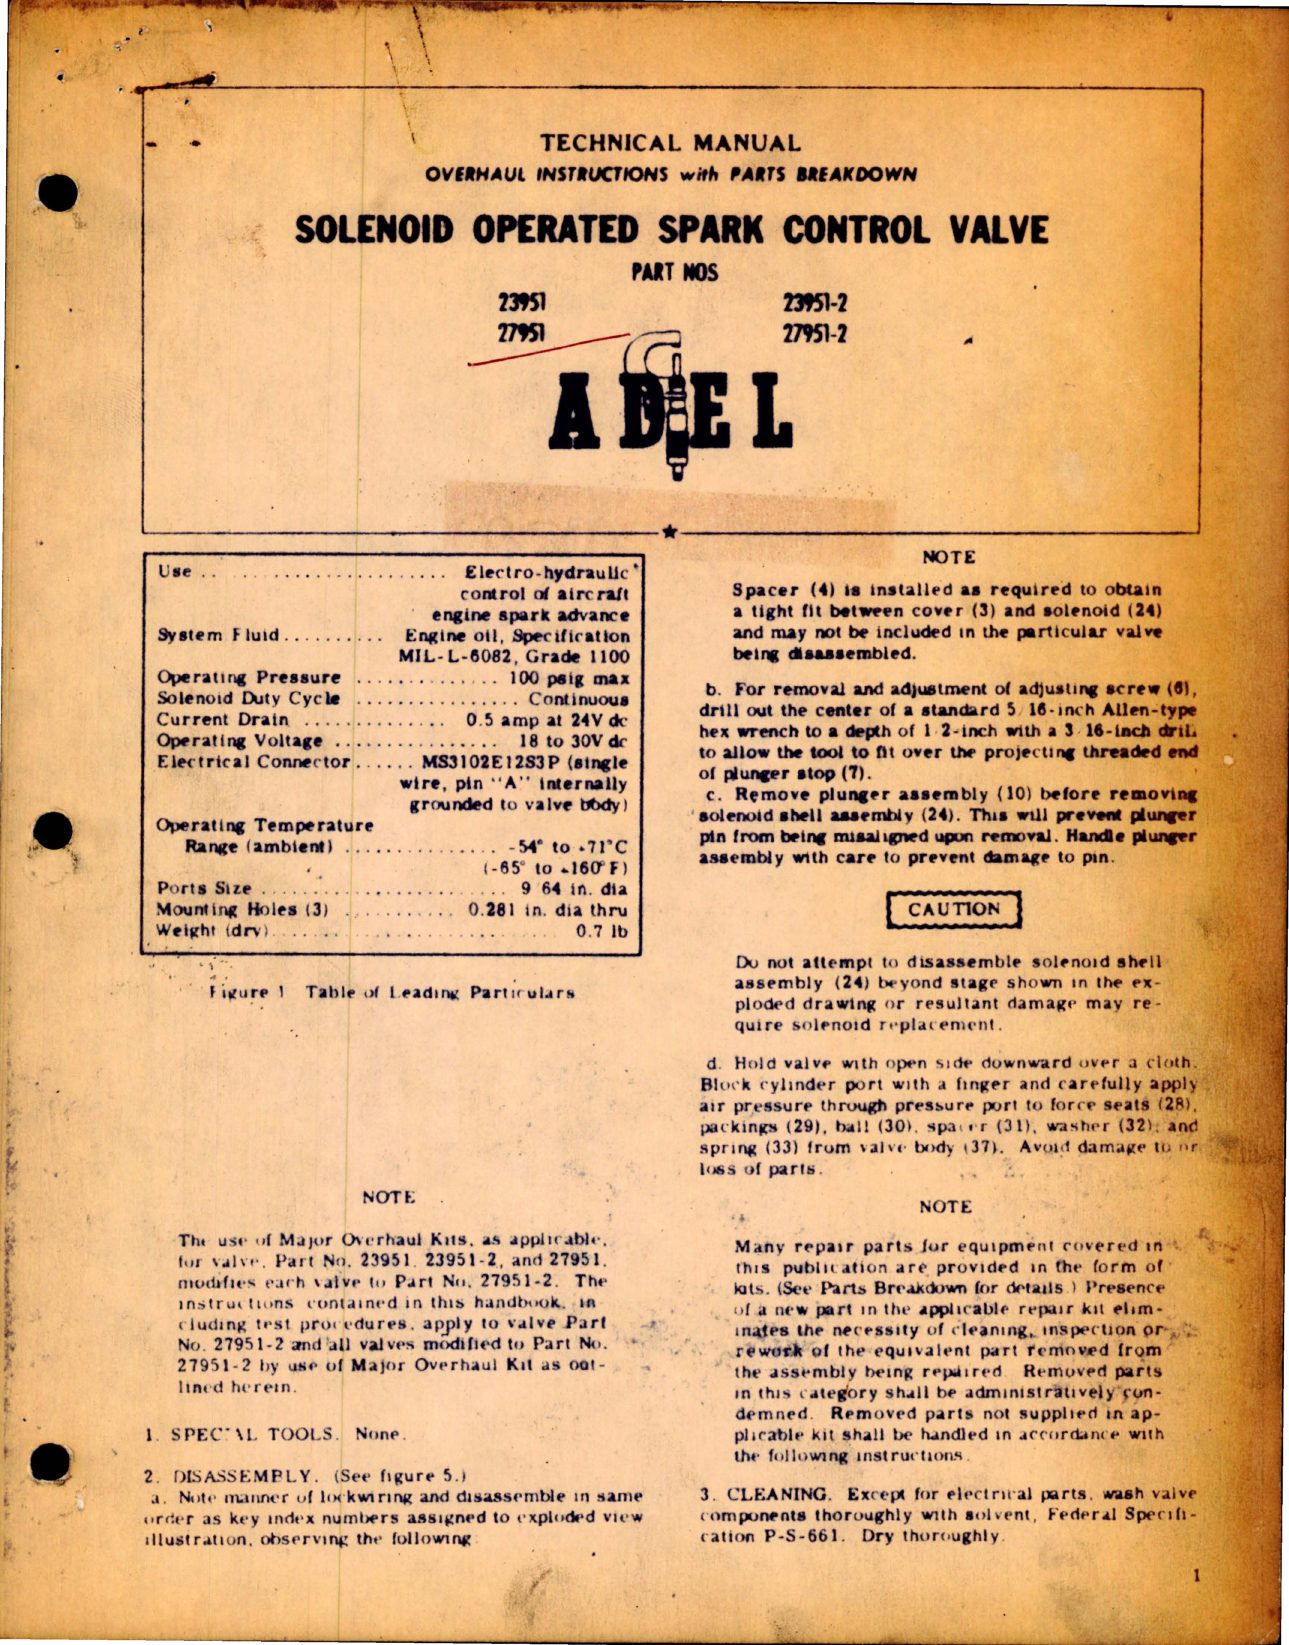 TECHNICAL MANUAL
OVERHAUL INSTRUCTIONS with PARTS BREAKDOWN
SOLENOID OPERATED SPARK CONTROL VALVE
PART NOS
23951 23951-2
27951 27951-2
ADEL
Use .. ...................... Electro-hydraulic
control of aircraft
engine spark advance
System Fluid.......... Engine oil, Specification
MIL-L-6082, Grade 1100
Operating Pressure .............. 100 psig max
Solenoid Duty Cycle ................ Continuous
Current Drain .............. 0.5 amp at 24V dc
Operating Voltage ................ 18 to 30V dc
Electrical Connector...... MS3102E12S3P (single
wire, pin "A" internally
grounded to valve body)
Operating Temperature
Range (ambient) ............... -54° to +71°C
(-65° to +160°F)
Ports Size ........................ 9 64 in. dia
Mounting Holes (3) ........... 0.281 in. dia thru
Weight (dry)........................... 0.7 lb
Figure 1 Table of Leading Particulars
NOTE
The use of Major Overhaul Kits, as applicable,
for valve, Part No. 23951, 23951-2, and 27951,
modifies each valve to Part No. 27951-2. The
instructions contained in this handbook, in
cluding test procedures, apply to valve Part
No. 27951-2 and all valves modified to Part No.
27951-2 by use of Major Overhaul Kit as out-
lined herein.
1. SPECIAL TOOLS. None.
2. DISASSEMBLY. (See figure 5.)
a. Note manner of lockwiring and disassemble in same
order as key index numbers assigned to exploded view
illustration, observing the following
NOTE
Spacer (4) is installed as required to obtain
a tight fit between cover (3) and solenoid (24)
and may not be included in the particular valve
being disassembled.
b. For removal and adjustment of adjusting screw (6),
drill out the center of a standard 5 16-inch Allen-type
hex wrench to a depth of 1 2-inch with a 3 16-inch drill
to allow the tool to fit over the projecting threaded end
of plunger stop (7).
c. Remove plunger assembly (10) before removing
solenoid shell assembly (24). This will prevent plunger
pin from being misaligned upon removal. Handle plunger
assembly with care to prevent damage to pin.
CAUTION
Do not attempt to disassemble solenoid shell
assembly (24) beyond stage shown in the ex-
ploded drawing or resultant damage may re-
quire solenoid replacement.
d. Hold valve with open side downward over a cloth.
Block cylinder port with a finger and carefully apply
air pressure through pressure port to force seats (28),
packings (29), ball (30), spacer (31), washer (32), and
spring (33) from valve body (37). Avoid damage to or
loss of parts.
NOTE
Many repair parts for equipment covered in
this publication are provided in the form of
kits. (See Parts Breakdown for details.) Presence
of a new part in the applicable repair kit elim-
inates the necessity of cleaning, inspection or
rework of the equivalent part removed from
the assembly being repaired. Removed parts
in this category shall be administratively con-
demned. Removed parts not supplied in ap-
plicable kit shall be handled in accordance with
the following instructions.
3. CLEANING. Except for electrical parts, wash valve
components thoroughly with solvent, Federal Specifi-
cation P-S-661. Dry thoroughly.
1